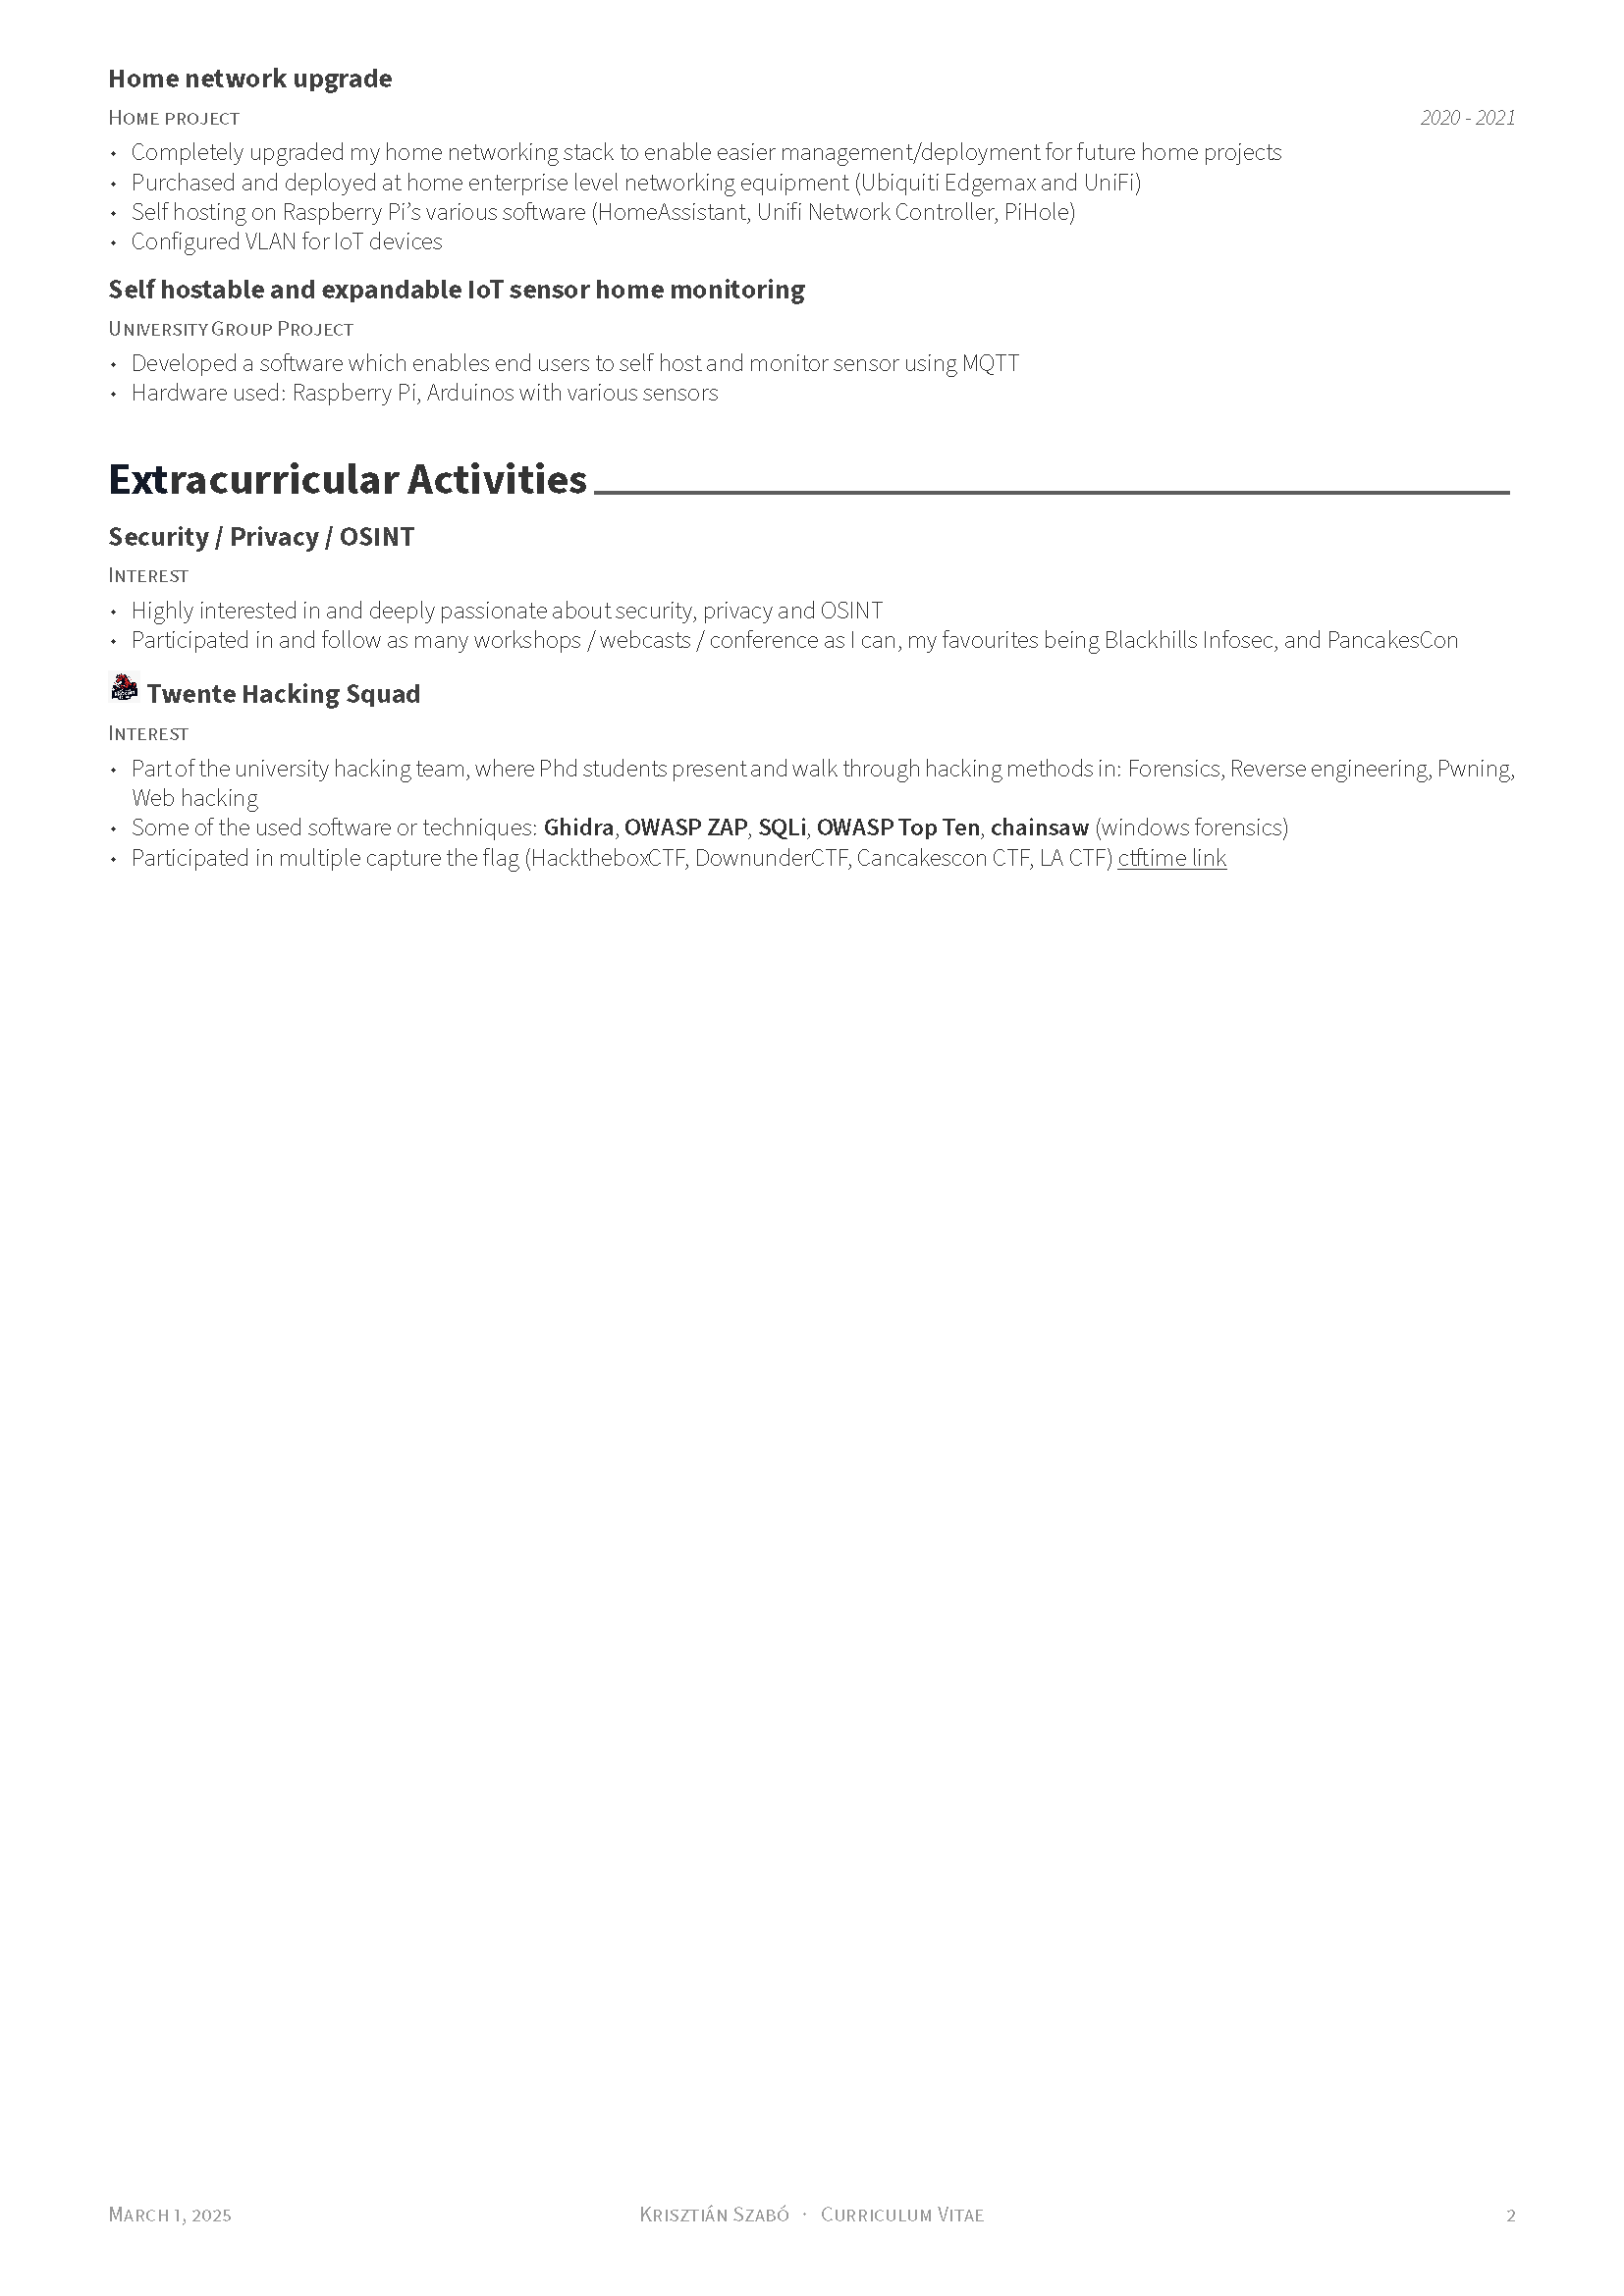 Home network upgrade
Home project 2020 - 2021
• Completely upgraded my home networking stack to enable easier management/deployment for future home projects
• Purchased and deployed at home enterprise level networking equipment (Ubiquiti Edgemax and UniFi)
• Self hosting on Raspberry Pi’s various software (HomeAssistant, Unifi Network Controller, PiHole)
• Configured VLAN for IoT devices
Self hostable and expandable IoT sensor home monitoring
University Group Project
• Developed a software which enables end users to self host and monitor sensor using MQTT
• Hardware used: Raspberry Pi, Arduinos with various sensors
Extracurricular Activities
Security / Privacy / OSINT
Interest
• Highly interested in and deeply passionate about security, privacy and OSINT
• Participated in and follow as many workshops / webcasts / conference as I can, my favourites being Blackhills Infosec, and PancakesCon
Twente Hacking Squad
Interest
• Part of the university hacking team, where Phd students present and walk through hacking methods in: Forensics, Reverse engineering, Pwning,
Web hacking
• Some of the used software or techniques: Ghidra, OWASP ZAP, SQLi, OWASP Top Ten, chainsaw (windows forensics)
• Participated in multiple capture the flag (HacktheboxCTF, DownunderCTF, Cancakescon CTF, LA CTF) ctftime link
March 1, 2025 Krisztián Szabó · Curriculum Vitae 2